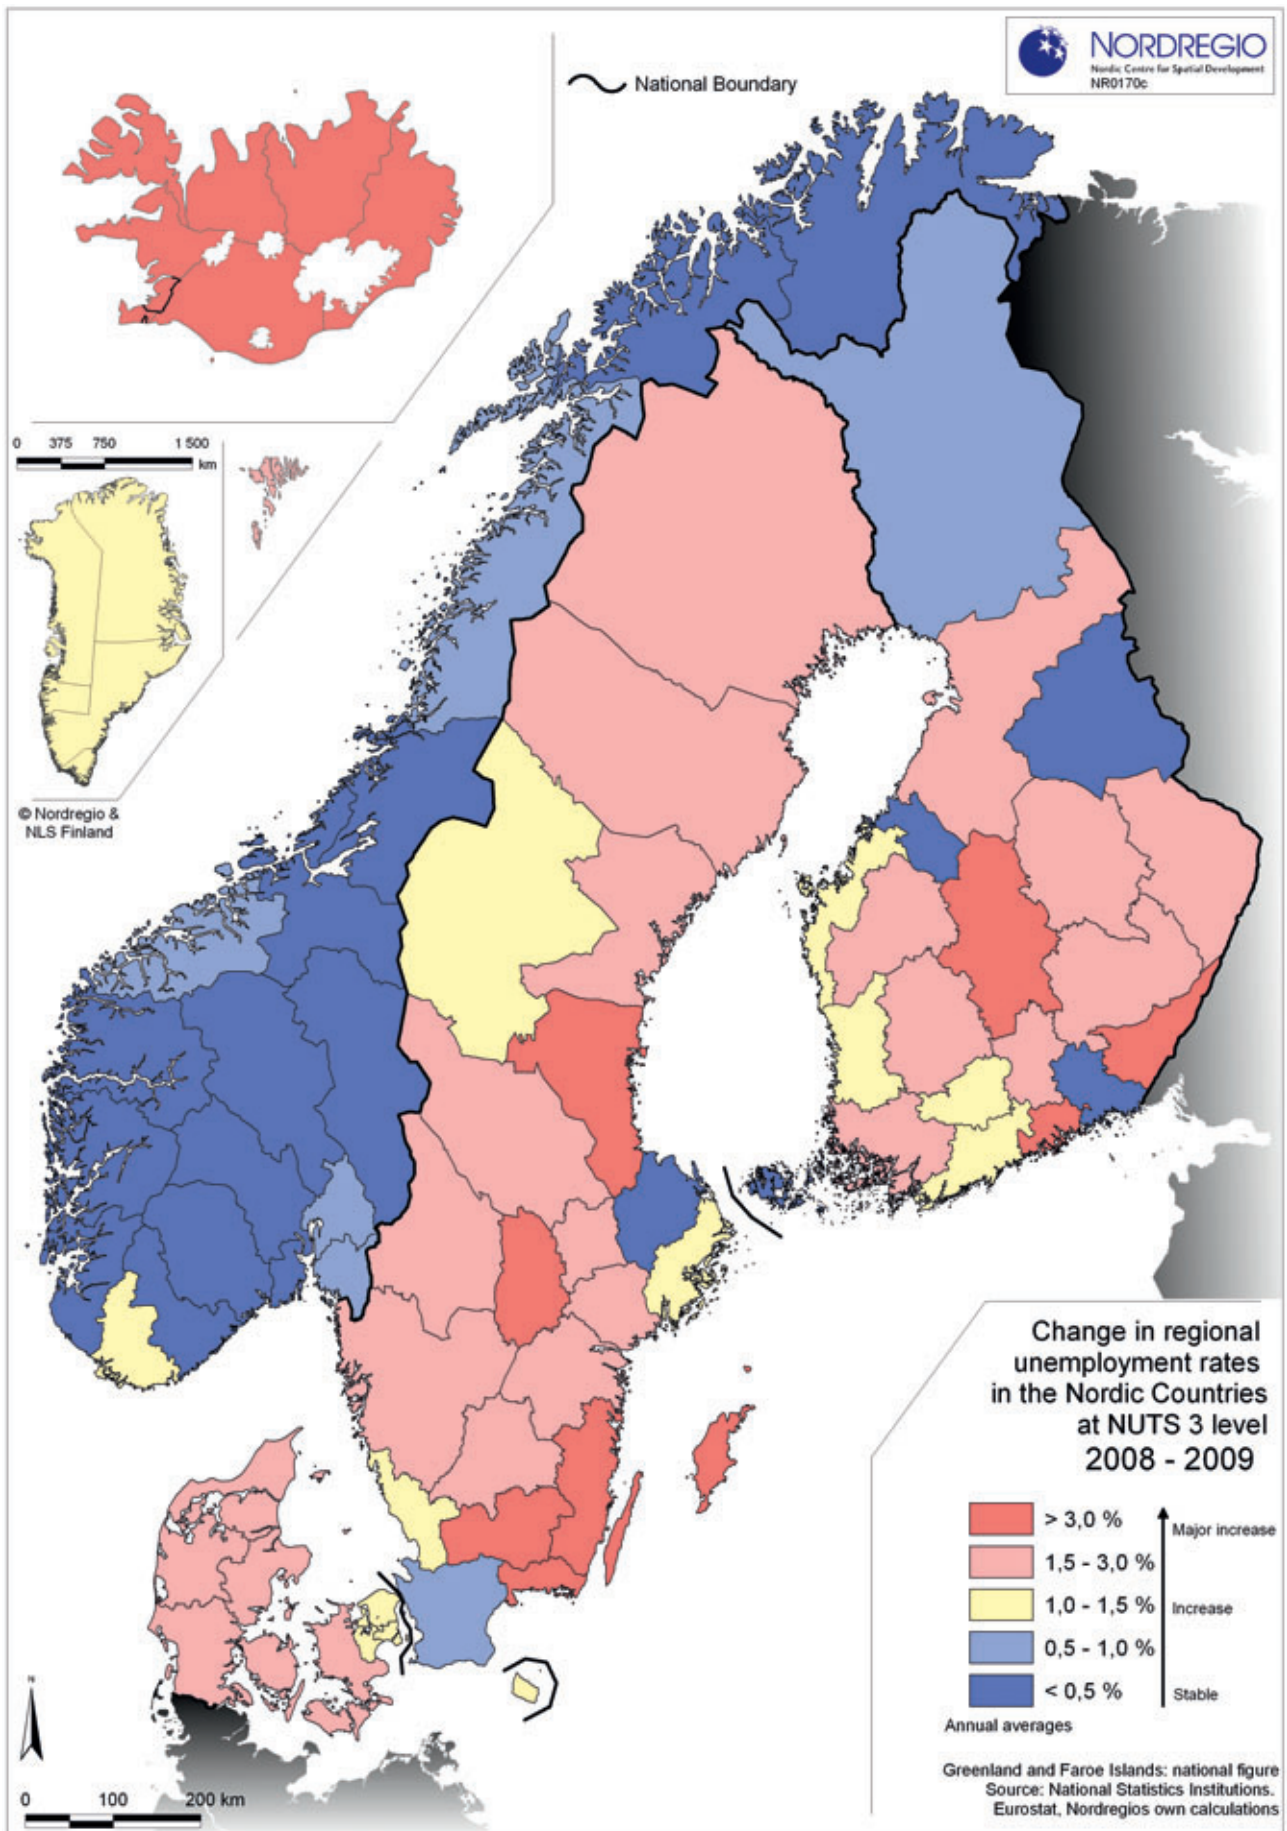 NORDREGIO
Nordic Centre for Spatial Development
NR0170c
National Boundary
0 375 750 1 500
km
© Nordregio &
NLS Finland
Change in regional
unemployment rates
in the Nordic Countries
at NUTS 3 level
2008 - 2009
> 3,0 %
Major increase
1,5 - 3,0 %
1,0 - 1,5 %
Increase
0,5 - 1,0 %
< 0,5 %
Stable
Annual averages
Greenland and Faroe Islands: national figure
Source: National Statistics Institutions.
Eurostat, Nordregios own calculations
N
0 100 200 km